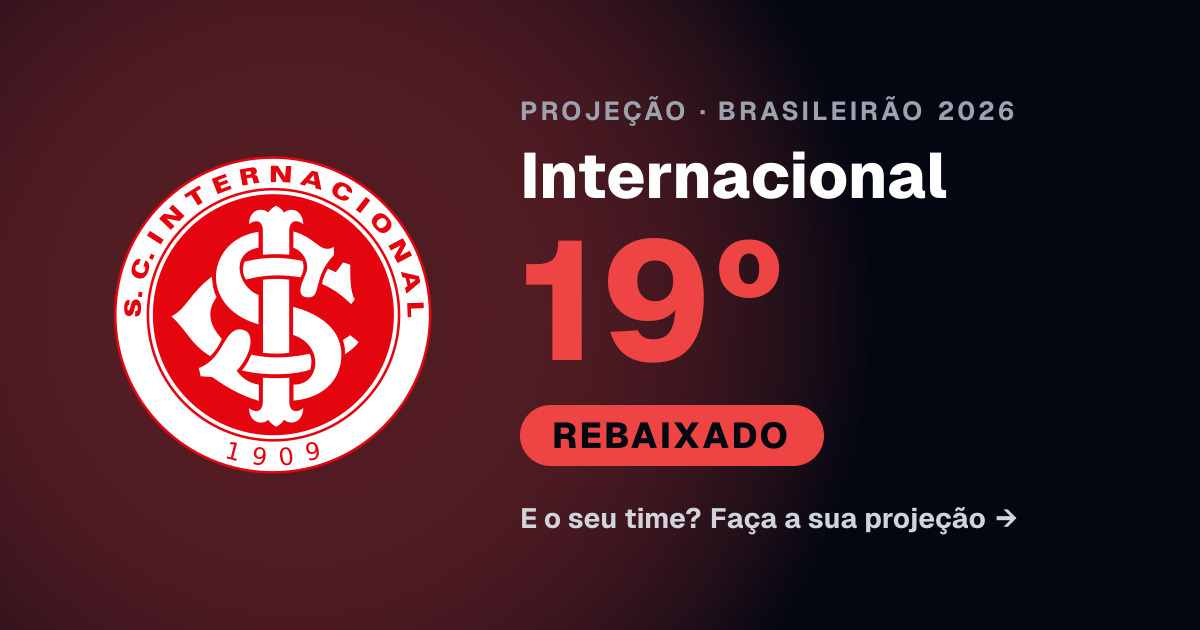 S.C.INTERNACIONAL
1909
PROJEÇÃO · BRASILEIRÃO 2026
Internacional
19º
REBAIXADO
E o seu time? Faça a sua projeção →